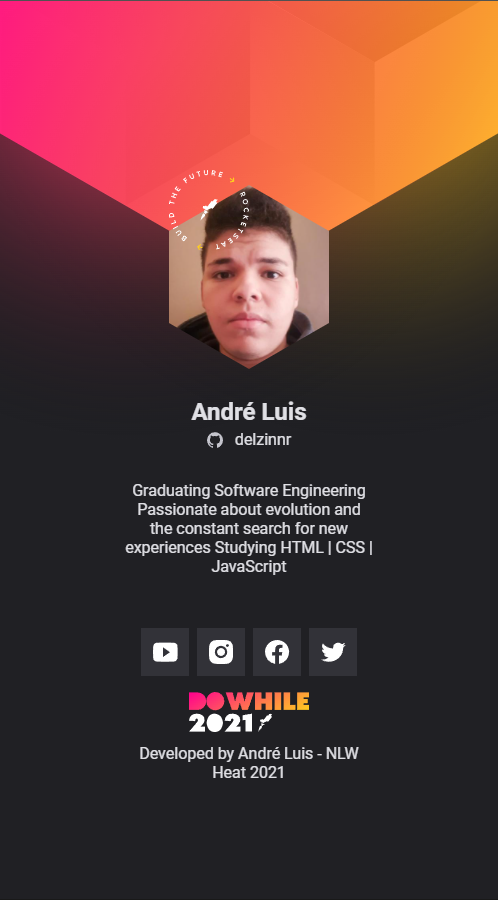 BUILD THE FUTURE → ROCKETSEAT →
André Luis
delzinnr
Graduating Software Engineering
Passionate about evolution and
the constant search for new
experiences Studying HTML | CSS |
JavaScript
DOWHILE
2021
Developed by André Luis - NLW
Heat 2021